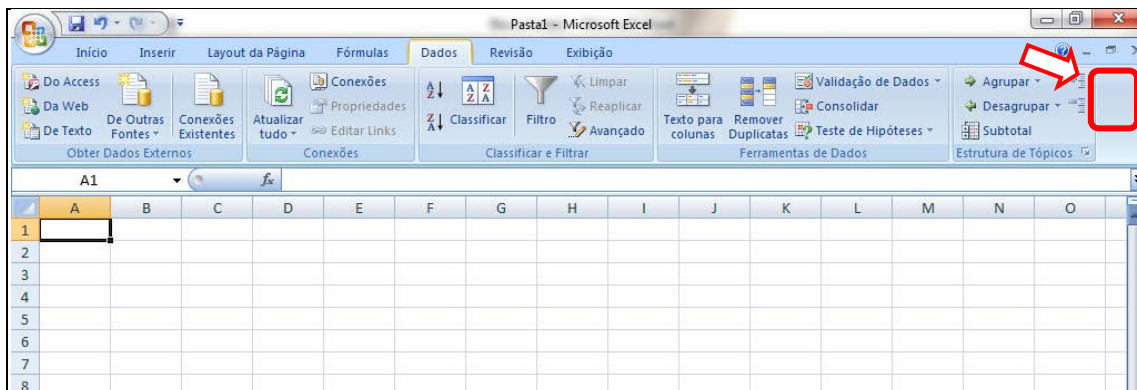 Pasta1 - Microsoft Excel
Início Inserir Layout da Página Fórmulas Dados Revisão Exibição
Do Access
Da Web
De Texto
De Outras
Fontes
Obter Dados Externos
Conexões
Existentes
Atualizar
tudo
Conexões
Propriedades
Editar Links
Conexões
Classificar
Filtro
Limpar
Reaplicar
Avançado
Classificar e Filtrar
Texto para
colunas
Remover
Duplicatas
Validação de Dados
Consolidar
Teste de Hipóteses
Ferramentas de Dados
Agrupar
Desagrupar
Subtotal
Estrutura de Tópicos
A1 fx
A B C D E F G H I J K L M N O
1
2
3
4
5
6
7
8